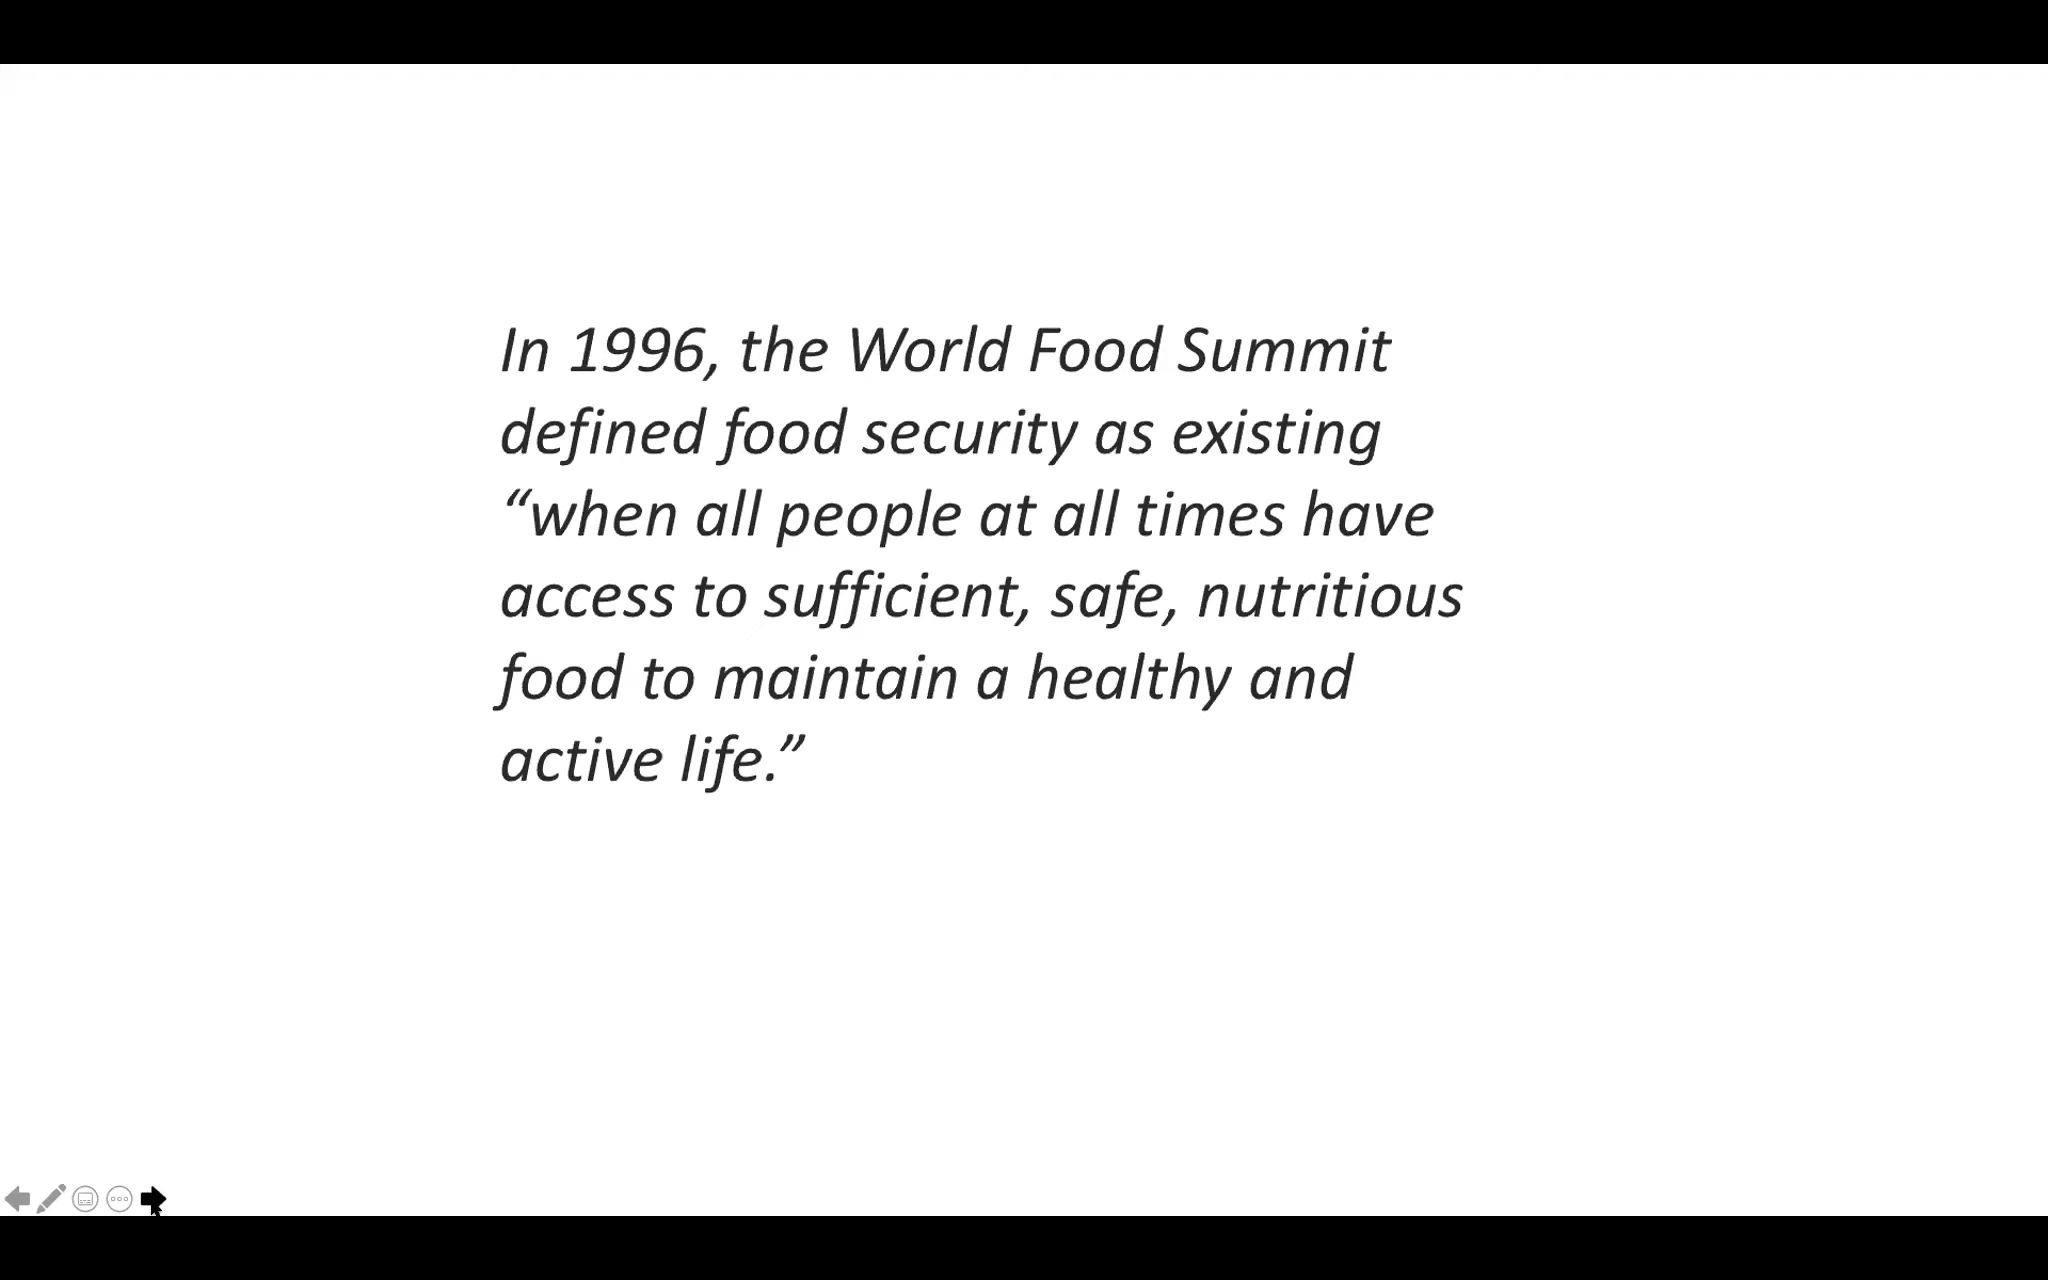 In 1996, the World Food Summit
defined food security as existing
“when all people at all times have
access to sufficient, safe, nutritious
food to maintain a healthy and
active life.”